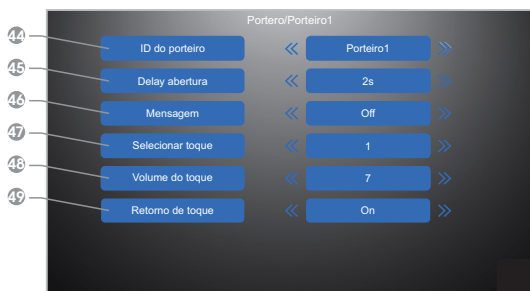 Portero/Porteiro1
44 ID do porteiro Porteiro1
45 Delay abertura 2s
46 Mensagem Off
47 Selecionar toque 1
48 Volume do toque 7
49 Retorno de toque On